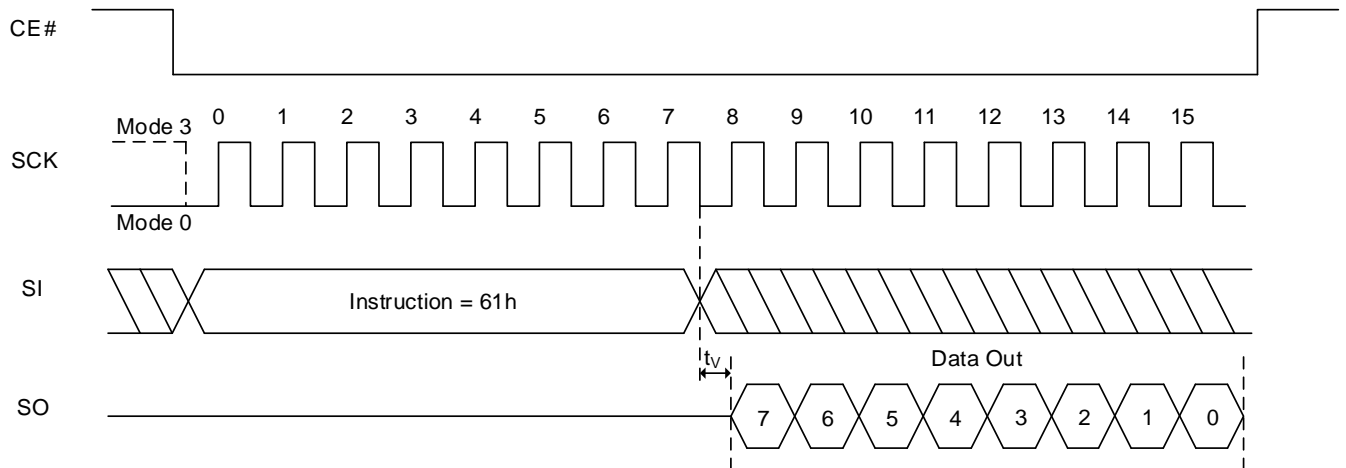 CE#
Mode 3 0 1 2 3 4 5 6 7 8 9 10 11 12 13 14 15
SCK
Mode 0
SI
Instruction = 61h
tV Data Out
SO
7 6 5 4 3 2 1 0